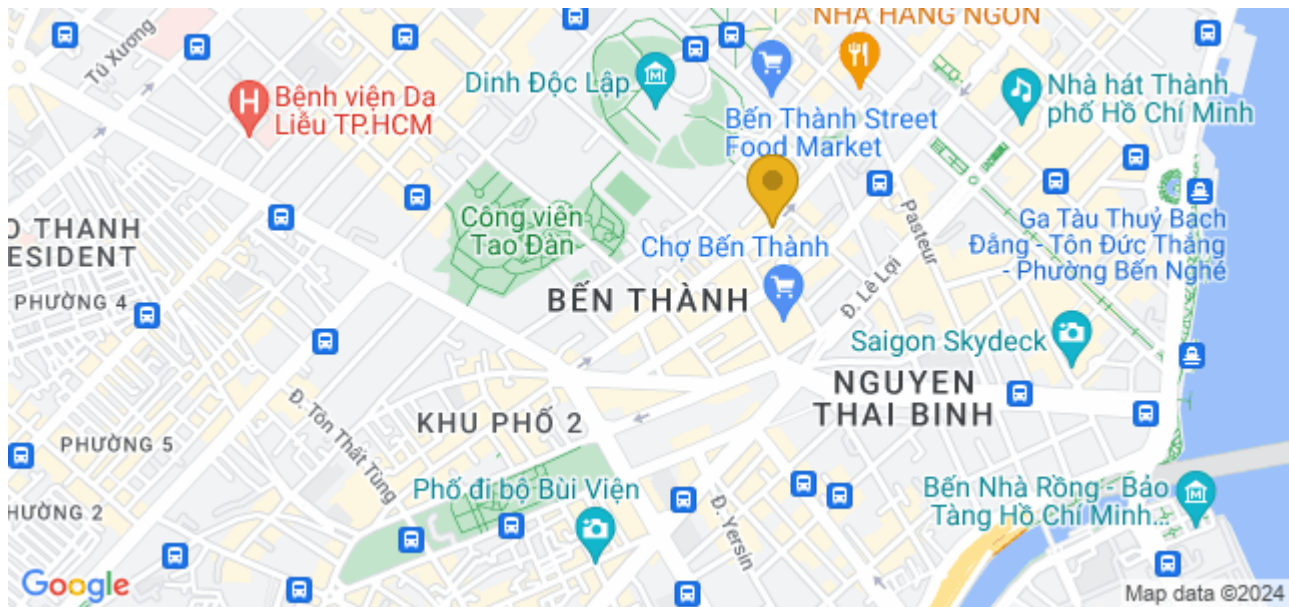 NHÀ HÀNG NGON
Tú Xương
Dinh Độc Lập
Bệnh viện Da
Liễu TP.HCM
Nhà hát Thành
phố Hồ Chí Minh
Bến Thành Street
Food Market
Công viên
Tao Đàn
Pasteur
O THANH
ESIDENT
Chợ Bến Thành
Ga Tàu Thuỷ Bạch
Đằng - Tôn Đức Thắng
- Phường Bến Nghé
PHƯỜNG 4
BẾN THÀNH
Đ. Lê Lợi
Saigon Skydeck
NGUYEN
THAI BINH
Đ. Tôn Thất Tùng
KHU PHỐ 2
PHƯỜNG 5
Phố đi bộ Bùi Viện
Đ. Yersin
Bến Nhà Rồng - Bảo
Tàng Hồ Chí Minh...
HƯỜNG 2
Google
Map data ©2024